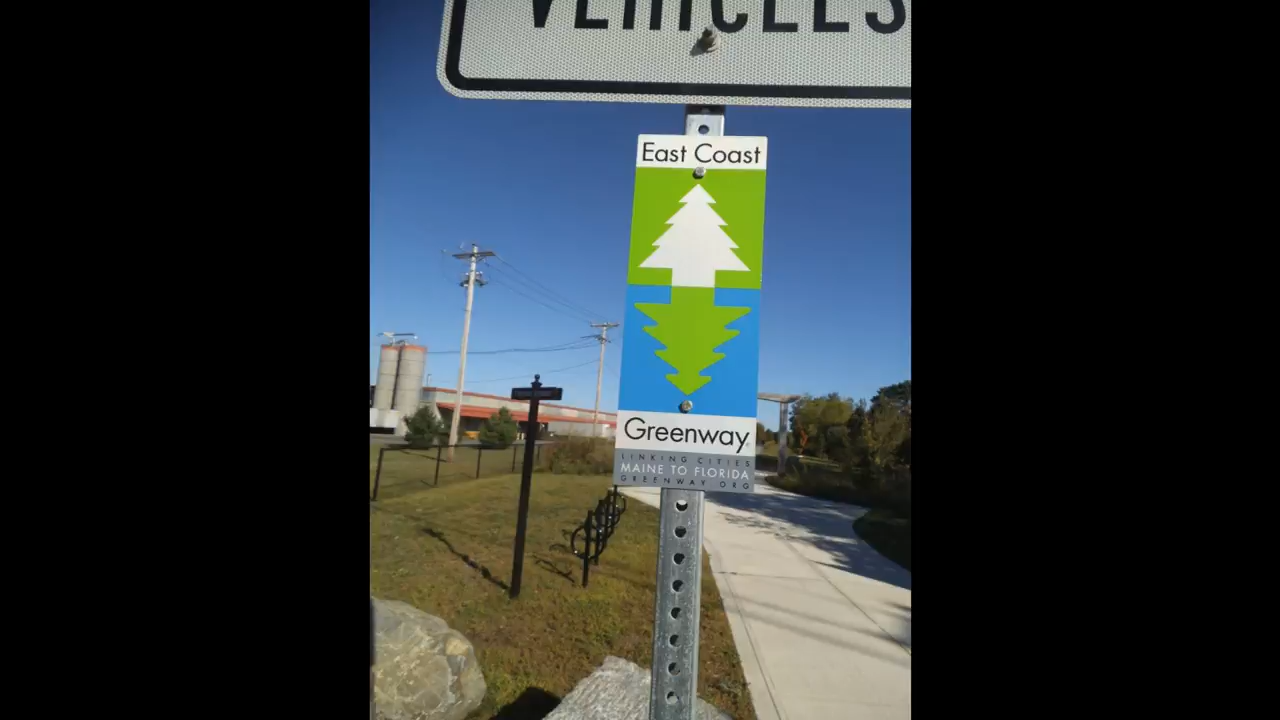 VEHICLES
East Coast
Greenway
LINKING CITIES
MAINE TO FLORIDA
GREENWAY.ORG